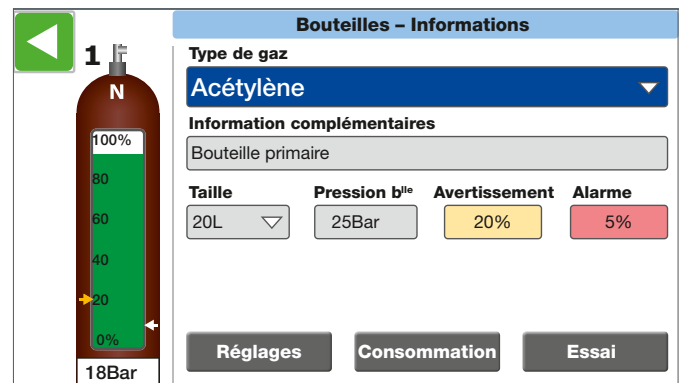 Bouteilles – Informations
1
N
100%
80
60
40
20
0%
18Bar
Type de gaz
Acétylène
Information complémentaires
Bouteille primaire
Taille Pression bˡˡᵉ Avertissement Alarme
20L 25Bar 20% 5%
Réglages Consommation Essai